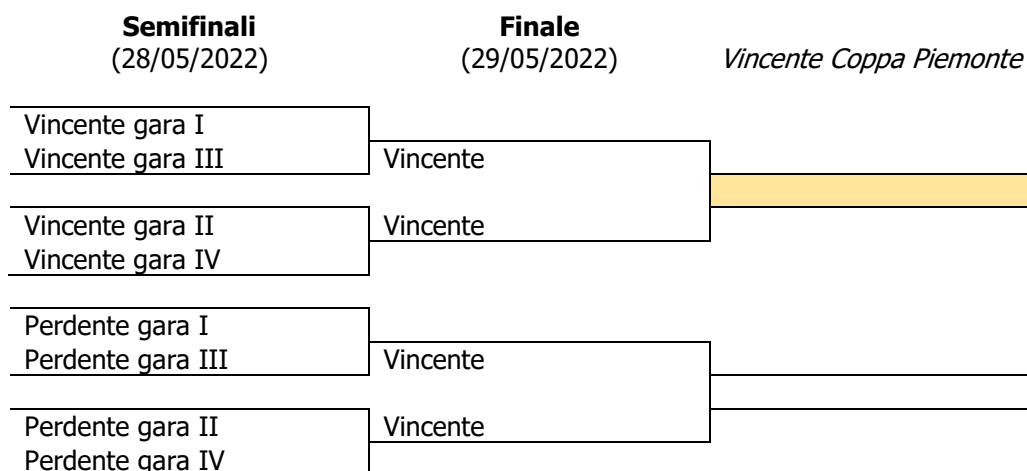 Semifinali Finale
(28/05/2022) (29/05/2022) Vincente Coppa Piemonte
Vincente gara I
Vincente gara III Vincente
Vincente gara II Vincente
Vincente gara IV
Perdente gara I
Perdente gara III Vincente
Perdente gara II Vincente
Perdente gara IV